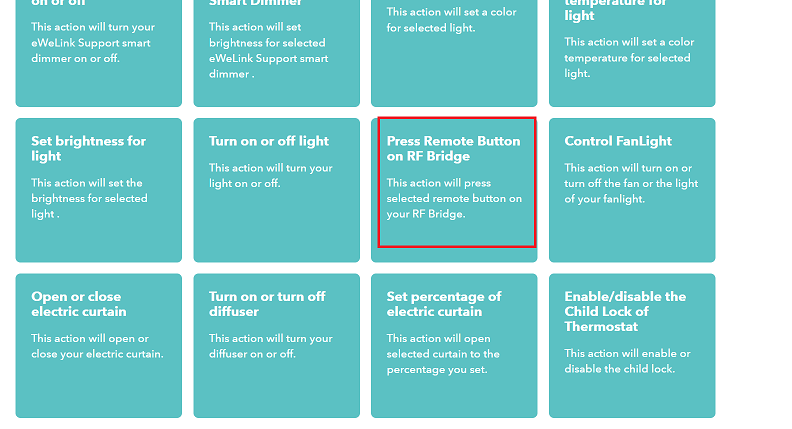 on or off
This action will turn your
eWeLink Support smart
dimmer on or off.
Smart Dimmer
This action will set
brightness for selected
eWeLink Support smart
dimmer .
This action will set a color
for selected light.
temperature for
light
This action will set a color
temperature for selected
light.
Set brightness for
light
This action will set the
brightness for selected
light .
Turn on or off light
This action will turn your
light on or off.
Press Remote Button
on RF Bridge
This action will press
selected remote button on
your RF Bridge.
Control FanLight
This action will turn on or
turn off the fan or the light
of your fanlight.
Open or close
electric curtain
This action will open or
close your electric curtain.
Turn on or turn off
diffuser
This action will turn your
diffuser on or off.
Set percentage of
electric curtain
This action will open
selected curtain to the
percentage you set.
Enable/disable the
Child Lock of
Thermostat
This action will enable or
disable the child lock.